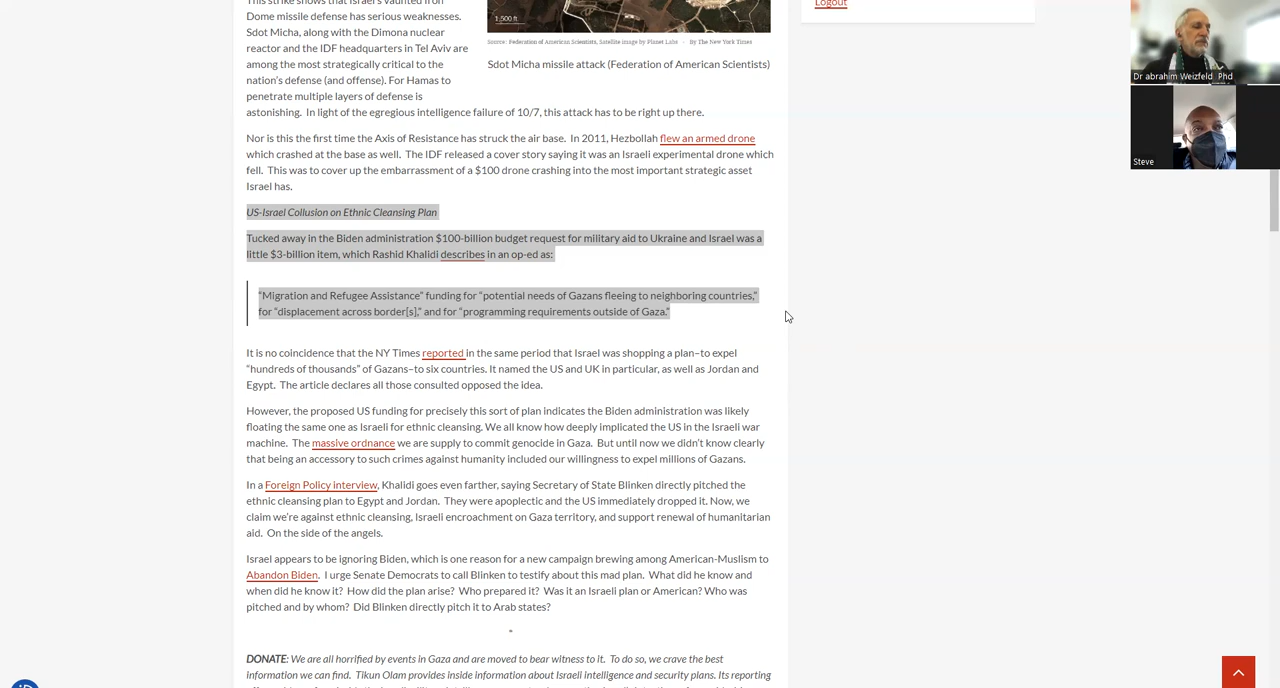 This strike shows that Israel's vaunted Iron
Dome missile defense has serious weaknesses.
Sdot Micha, along with the Dimona nuclear
reactor and the IDF headquarters in Tel Aviv are
among the most strategically critical to the
nation's defense (and offense). For Hamas to
penetrate multiple layers of defense is
astonishing. In light of the egregious intelligence failure of 10/7, this attack has to be right up there.
1,500 ft
Source: Federation of American Scientists, Satellite image by Planet Labs · By The New York Times
Sdot Micha missile attack (Federation of American Scientists)
Logout
Dr abrahim Weizfeld Phd
Steve
Nor is this the first time the Axis of Resistance has struck the air base. In 2011, Hezbollah flew an armed drone
which crashed at the base as well. The IDF released a cover story saying it was an Israeli experimental drone which
fell. This was to cover up the embarrassment of a $100 drone crashing into the most important strategic asset
Israel has.
US-Israel Collusion on Ethnic Cleansing Plan
Tucked away in the Biden administration $100-billion budget request for military aid to Ukraine and Israel was a
little $3-billion item, which Rashid Khalidi describes in an op-ed as:
“Migration and Refugee Assistance” funding for “potential needs of Gazans fleeing to neighboring countries,”
for “displacement across border[s],” and for “programming requirements outside of Gaza.”
It is no coincidence that the NY Times reported in the same period that Israel was shopping a plan–to expel
“hundreds of thousands” of Gazans–to six countries. It named the US and UK in particular, as well as Jordan and
Egypt. The article declares all those consulted opposed the idea.
However, the proposed US funding for precisely this sort of plan indicates the Biden administration was likely
floating the same one as Israeli for ethnic cleansing. We all know how deeply implicated the US in the Israeli war
machine. The massive ordnance we are supply to commit genocide in Gaza. But until now we didn't know clearly
that being an accessory to such crimes against humanity included our willingness to expel millions of Gazans.
In a Foreign Policy interview, Khalidi goes even farther, saying Secretary of State Blinken directly pitched the
ethnic cleansing plan to Egypt and Jordan. They were apoplectic and the US immediately dropped it. Now, we
claim we're against ethnic cleansing, Israeli encroachment on Gaza territory, and support renewal of humanitarian
aid. On the side of the angels.
Israel appears to be ignoring Biden, which is one reason for a new campaign brewing among American-Muslism to
Abandon Biden. I urge Senate Democrats to call Blinken to testify about this mad plan. What did he know and
when did he know it? How did the plan arise? Who prepared it? Was it an Israeli plan or American? Who was
pitched and by whom? Did Blinken directly pitch it to Arab states?
*
DONATE: We are all horrified by events in Gaza and are moved to bear witness to it. To do so, we crave the best
information we can find. Tikun Olam provides inside information about Israeli intelligence and security plans. Its reporting